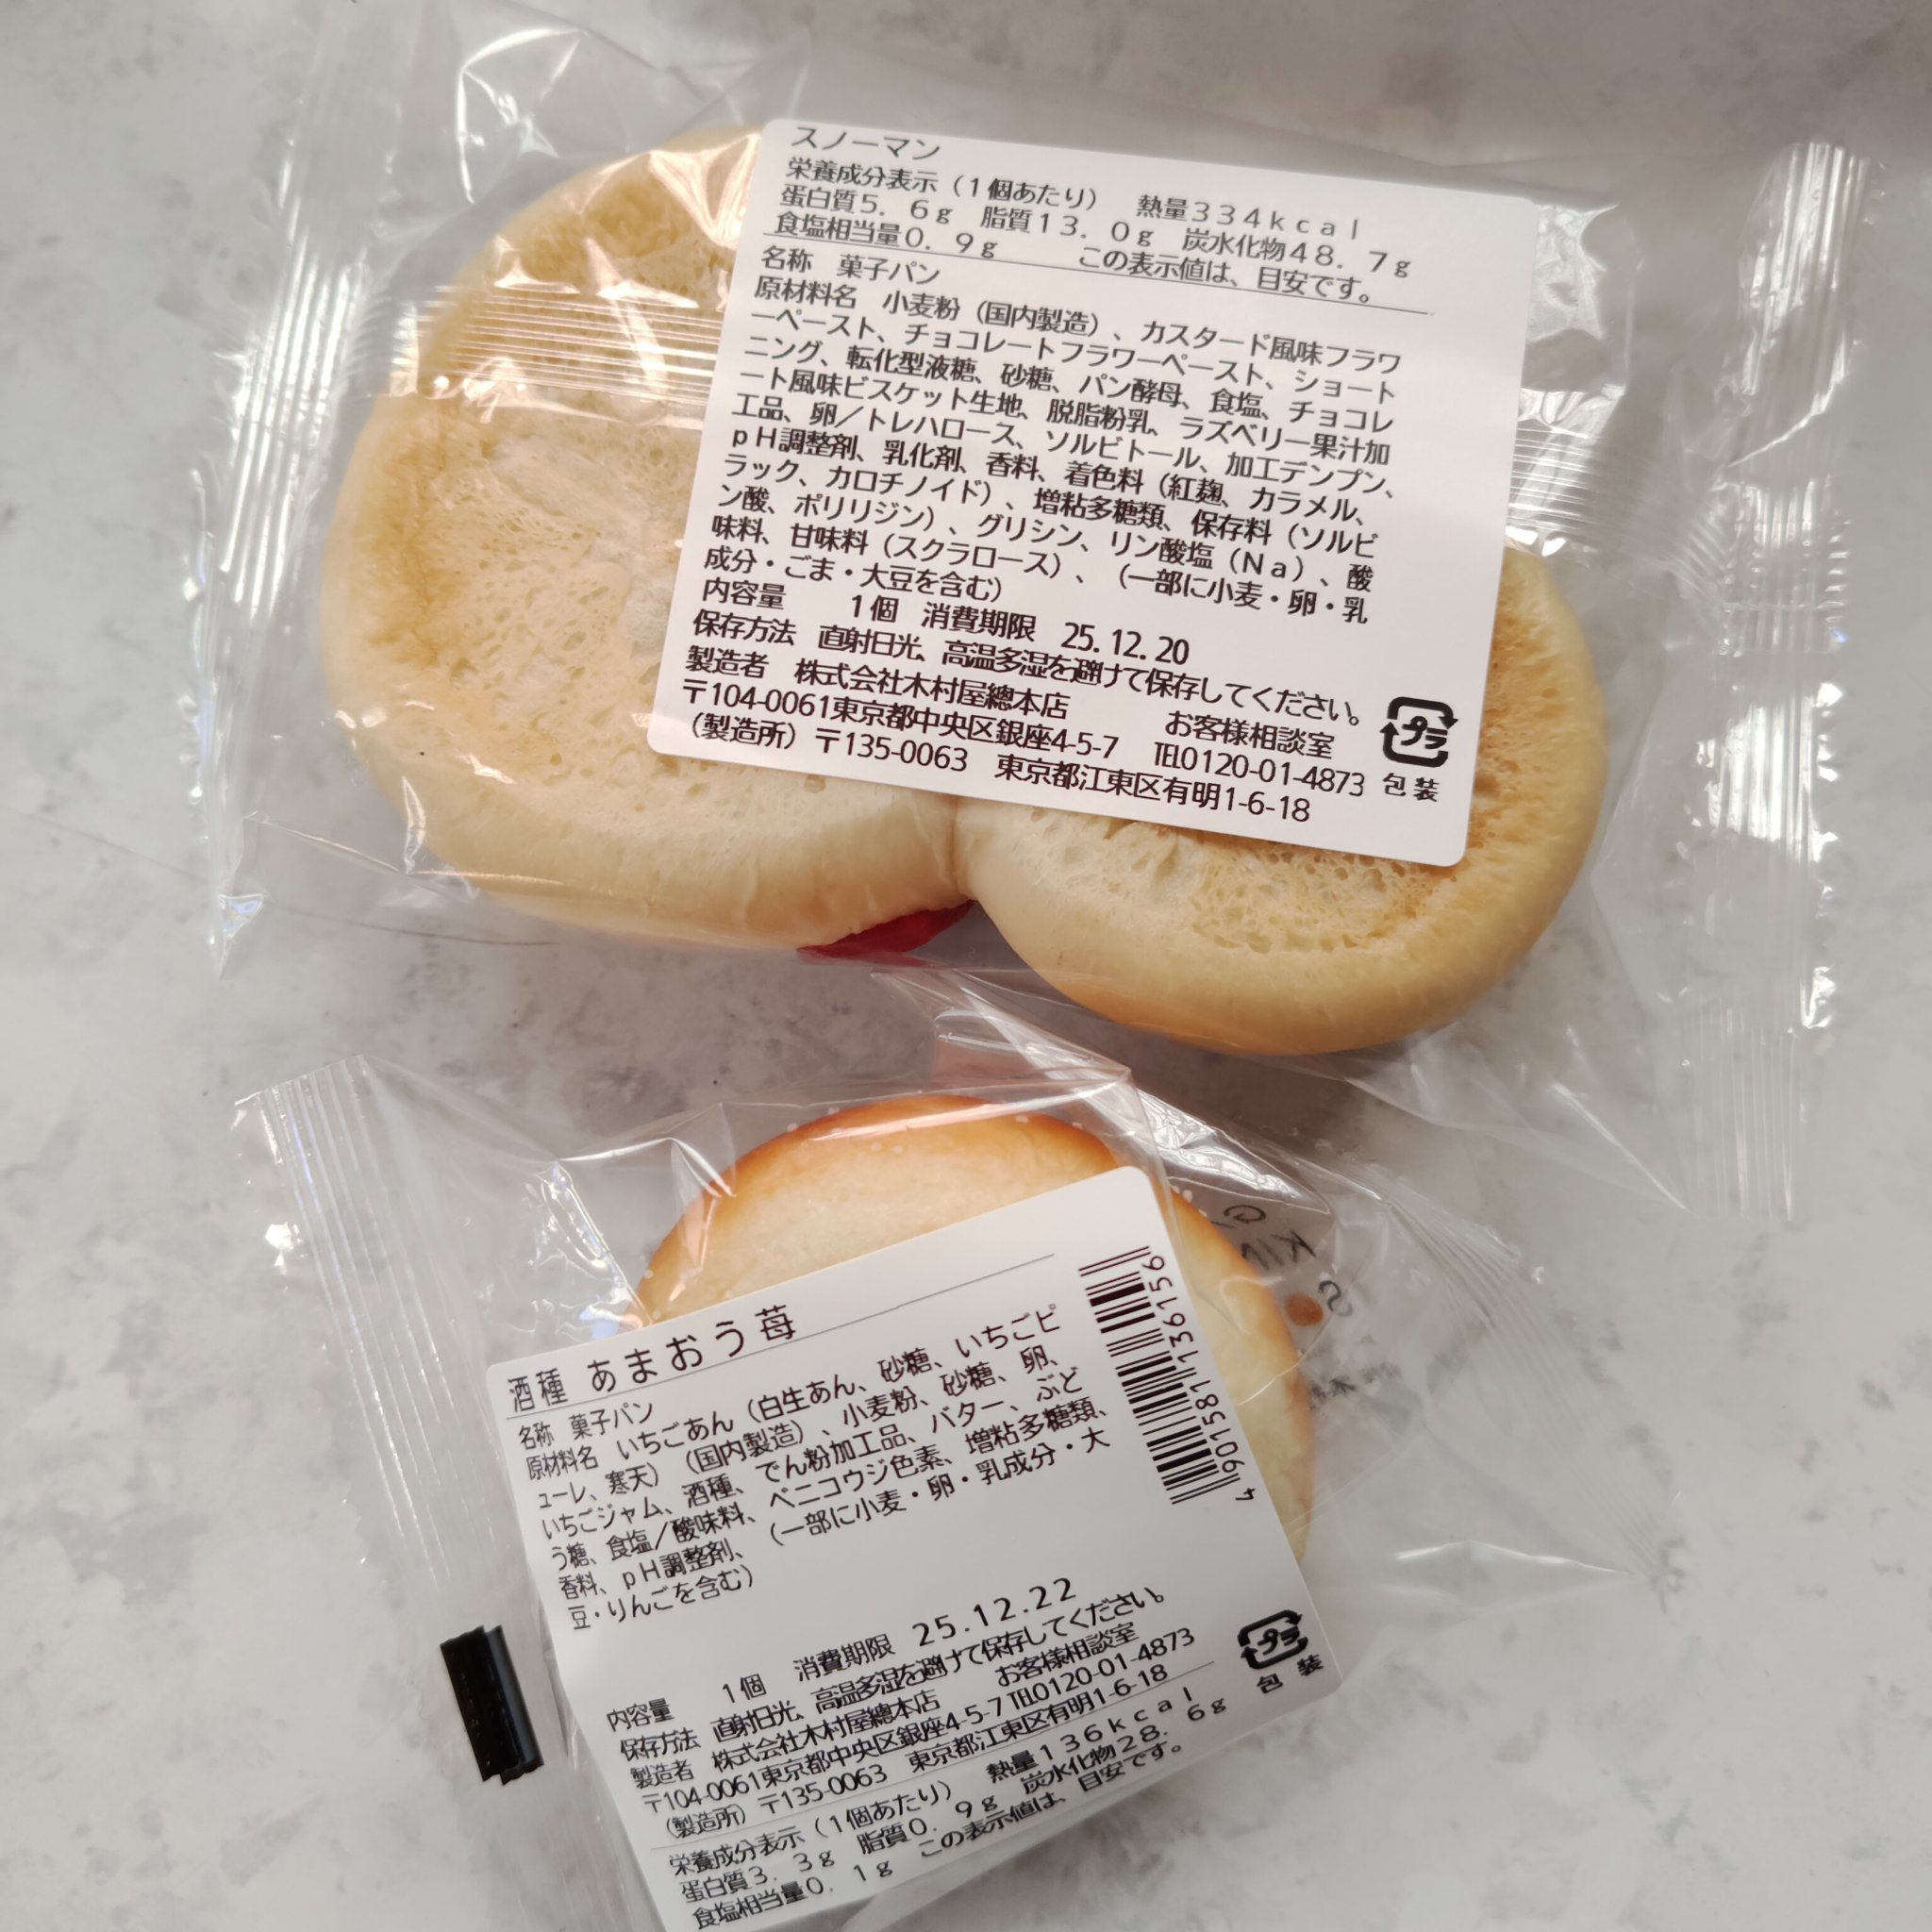 スノーマン
栄養成分表示（1個あたり）　熱量334kcal
蛋白質5．6g　脂質13．0g　炭水化物48．7g
食塩相当量0．9g　この表示値は、目安です。
名称　菓子パン
原材料名　小麦粉（国内製造）、カスタード風味フラワ
ーペースト、チョコレートフラワーペースト、ショート
ニング、転化型液糖、砂糖、パン酵母、食塩、チョコレ
ート風味ビスケット生地、脱脂粉乳、ラズベリー果汁加
工品、卵／トレハロース、ソルビトール、加工デンプン、
pH調整剤、乳化剤、香料、着色料（紅麹、カラメル、
ラック、カロチノイド）、増粘多糖類、保存料（ソルビ
ン酸、ポリリジン）、グリシン、リン酸塩（Na）、酸
味料、甘味料（スクラロース）、（一部に小麦・卵・乳
成分・ごま・大豆を含む）
内容量　1個　消費期限　25.12.20
保存方法　直射日光、高温多湿を避けて保存してください。
製造者　株式会社木村屋總本店　お客様相談室
〒104-0061東京都中央区銀座4-5-7　TEL0120-01-4873
（製造所）〒135-0063　東京都江東区有明1-6-18
プラ
包装
酒種　あまおう苺
名称　菓子パン
原材料名　いちごあん（白生あん、砂糖、いちごピ
ューレ、寒天）（国内製造）、小麦粉、砂糖、卵、
いちごジャム、酒種、でん粉加工品、バター、ぶど
う糖、食塩／酸味料、ベニコウジ色素、増粘多糖類、
香料、pH調整剤、（一部に小麦・卵・乳成分・大
豆・りんごを含む）
4901581136156
内容量　1個　消費期限　25.12.22
保存方法　直射日光、高温多湿を避けて保存してください。
製造者　株式会社木村屋總本店　お客様相談室
〒104-0061東京都中央区銀座4-5-7　TEL0120-01-4873
（製造所）〒135-0063　東京都江東区有明1-6-18
栄養成分表示（1個あたり）　熱量136kcal
蛋白質3．3g　脂質0．9g　炭水化物28．6g
食塩相当量0．1g　この表示値は、目安です。
プラ
包装